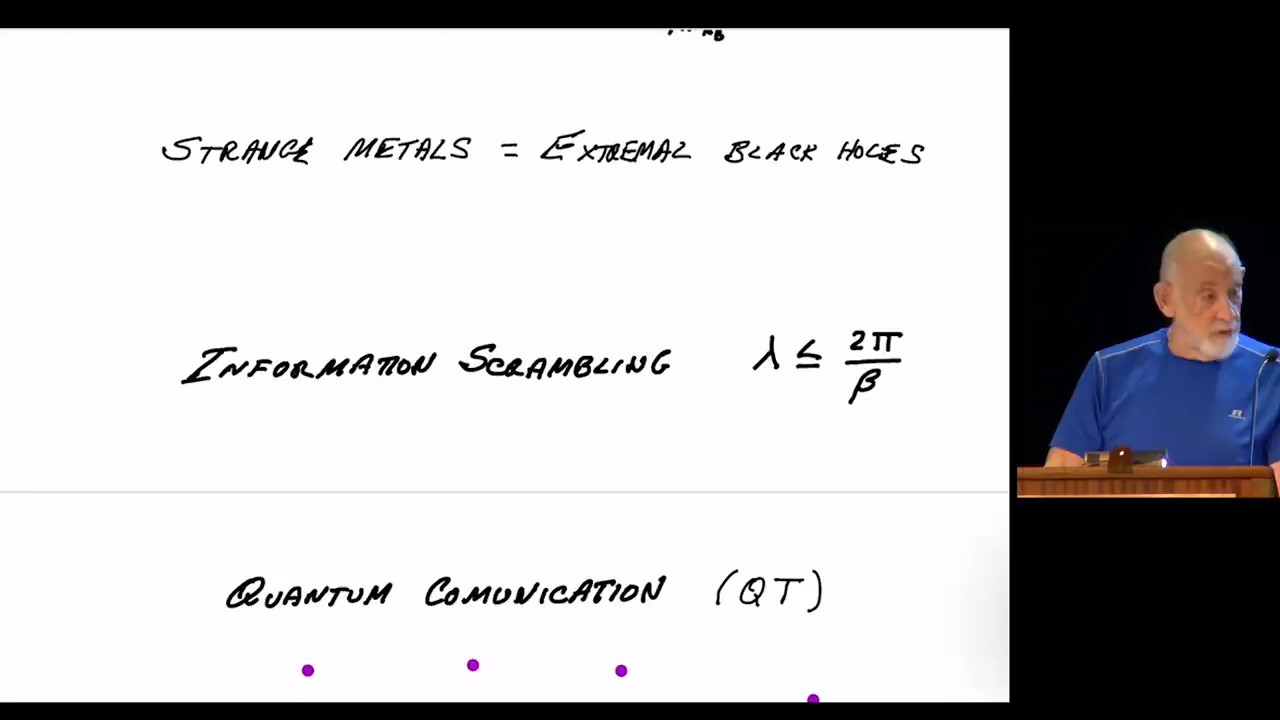 STRANGE METALS = EXTREMAL BLACK HOLES
INFORMATION SCRAMBLING λ ≤ 2π/β
QUANTUM COMUNICATION (QT)